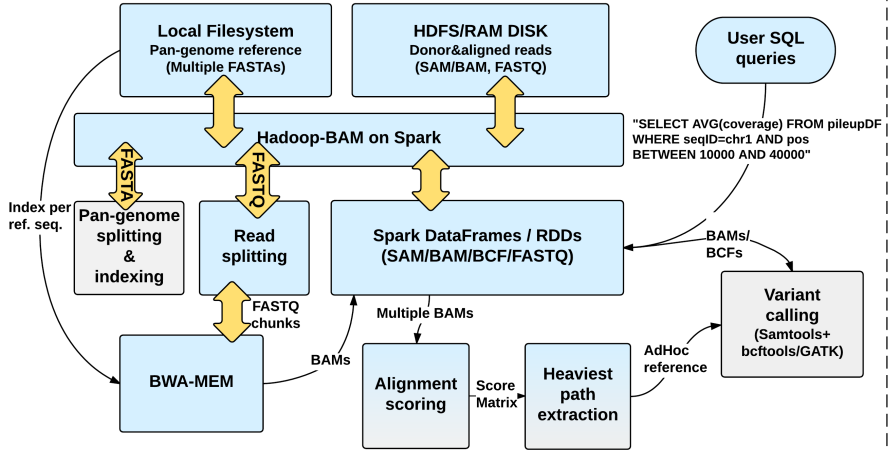 Local Filesystem
Pan-genome reference
(Multiple FASTAs)
HDFS/RAM DISK
Donor&aligned reads
(SAM/BAM, FASTQ)
User SQL
queries
Hadoop-BAM on Spark
"SELECT AVG(coverage) FROM pileupDF
WHERE seqID=chr1 AND pos
BETWEEN 10000 AND 40000"
FASTA
FASTQ
Index per
ref. seq.
Pan-genome
splitting
&
indexing
Read
splitting
Spark DataFrames / RDDs
(SAM/BAM/BCF/FASTQ)
BAMs/
BCFs
FASTQ
chunks
Multiple BAMs
Variant
calling
(Samtools+
bcftools/GATK)
BWA-MEM
BAMs
Alignment
scoring
Score
Matrix
Heaviest
path
extraction
AdHoc
reference